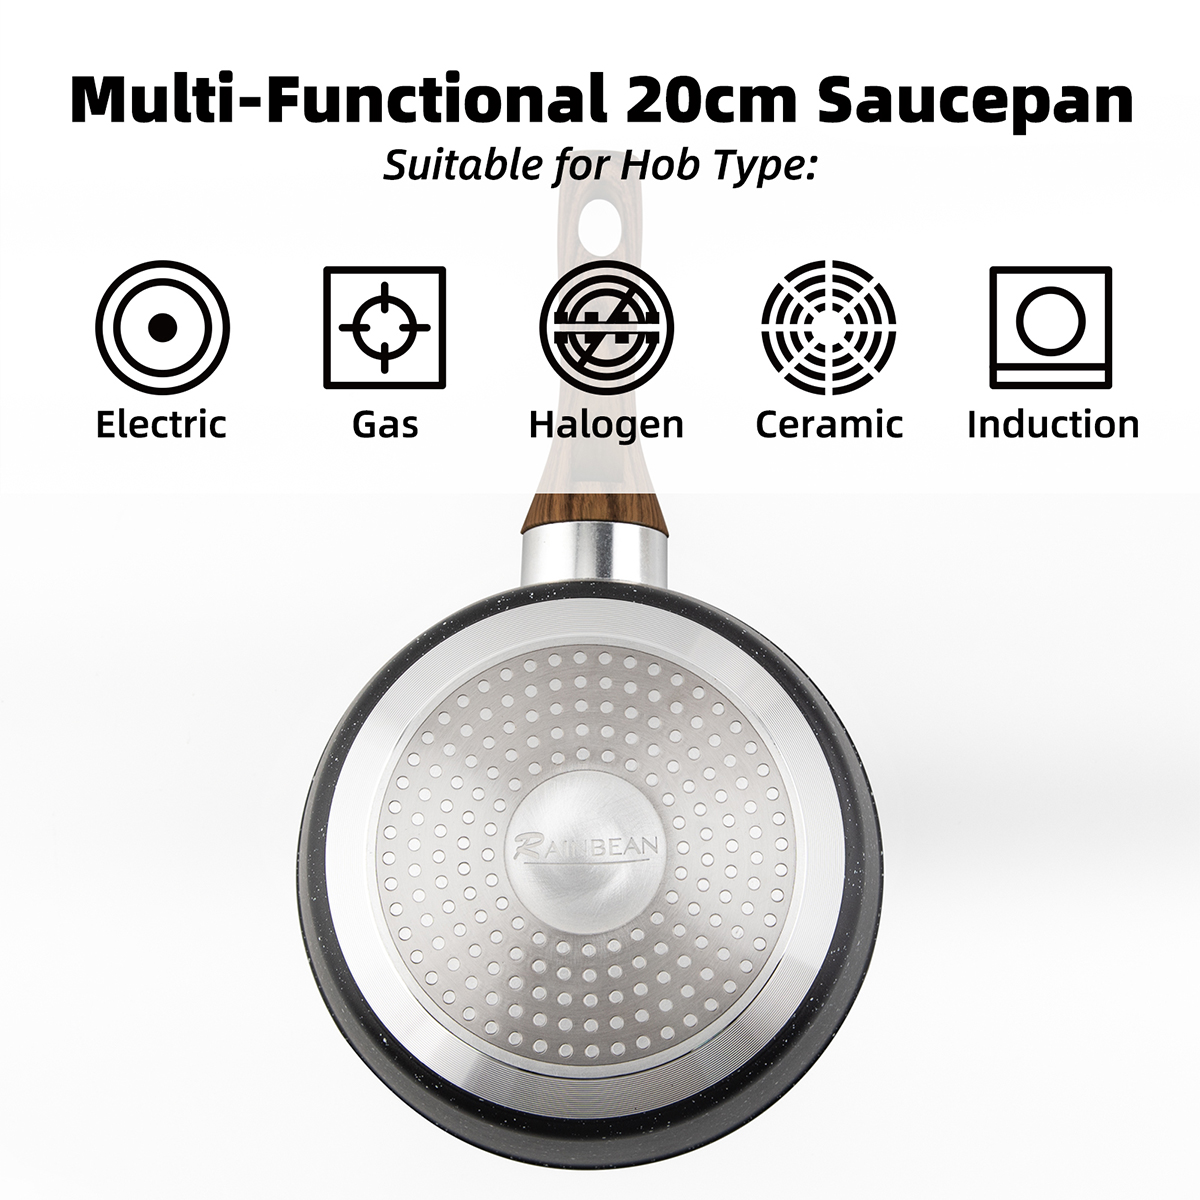 Multi-Functional 20cm Saucepan
Suitable for Hob Type:
Electric
Gas
Halogen
Ceramic
Induction
RAINBEAN